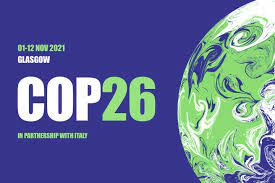 01-12 NOV 2021
GLASGOW
COP26
IN PARTNERSHIP WITH ITALY